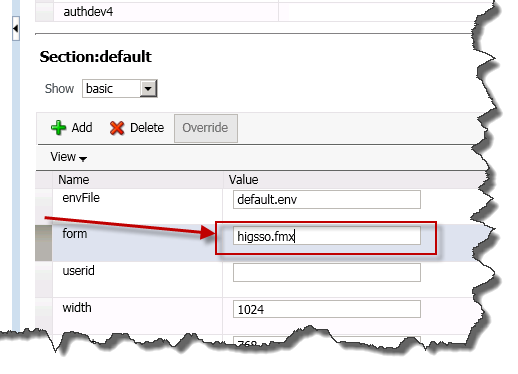 authdev4
Section:default
Show basic
Add Delete Override
View
Name Value
envFile default.env
form higsso.fmx
userid
width 1024
768